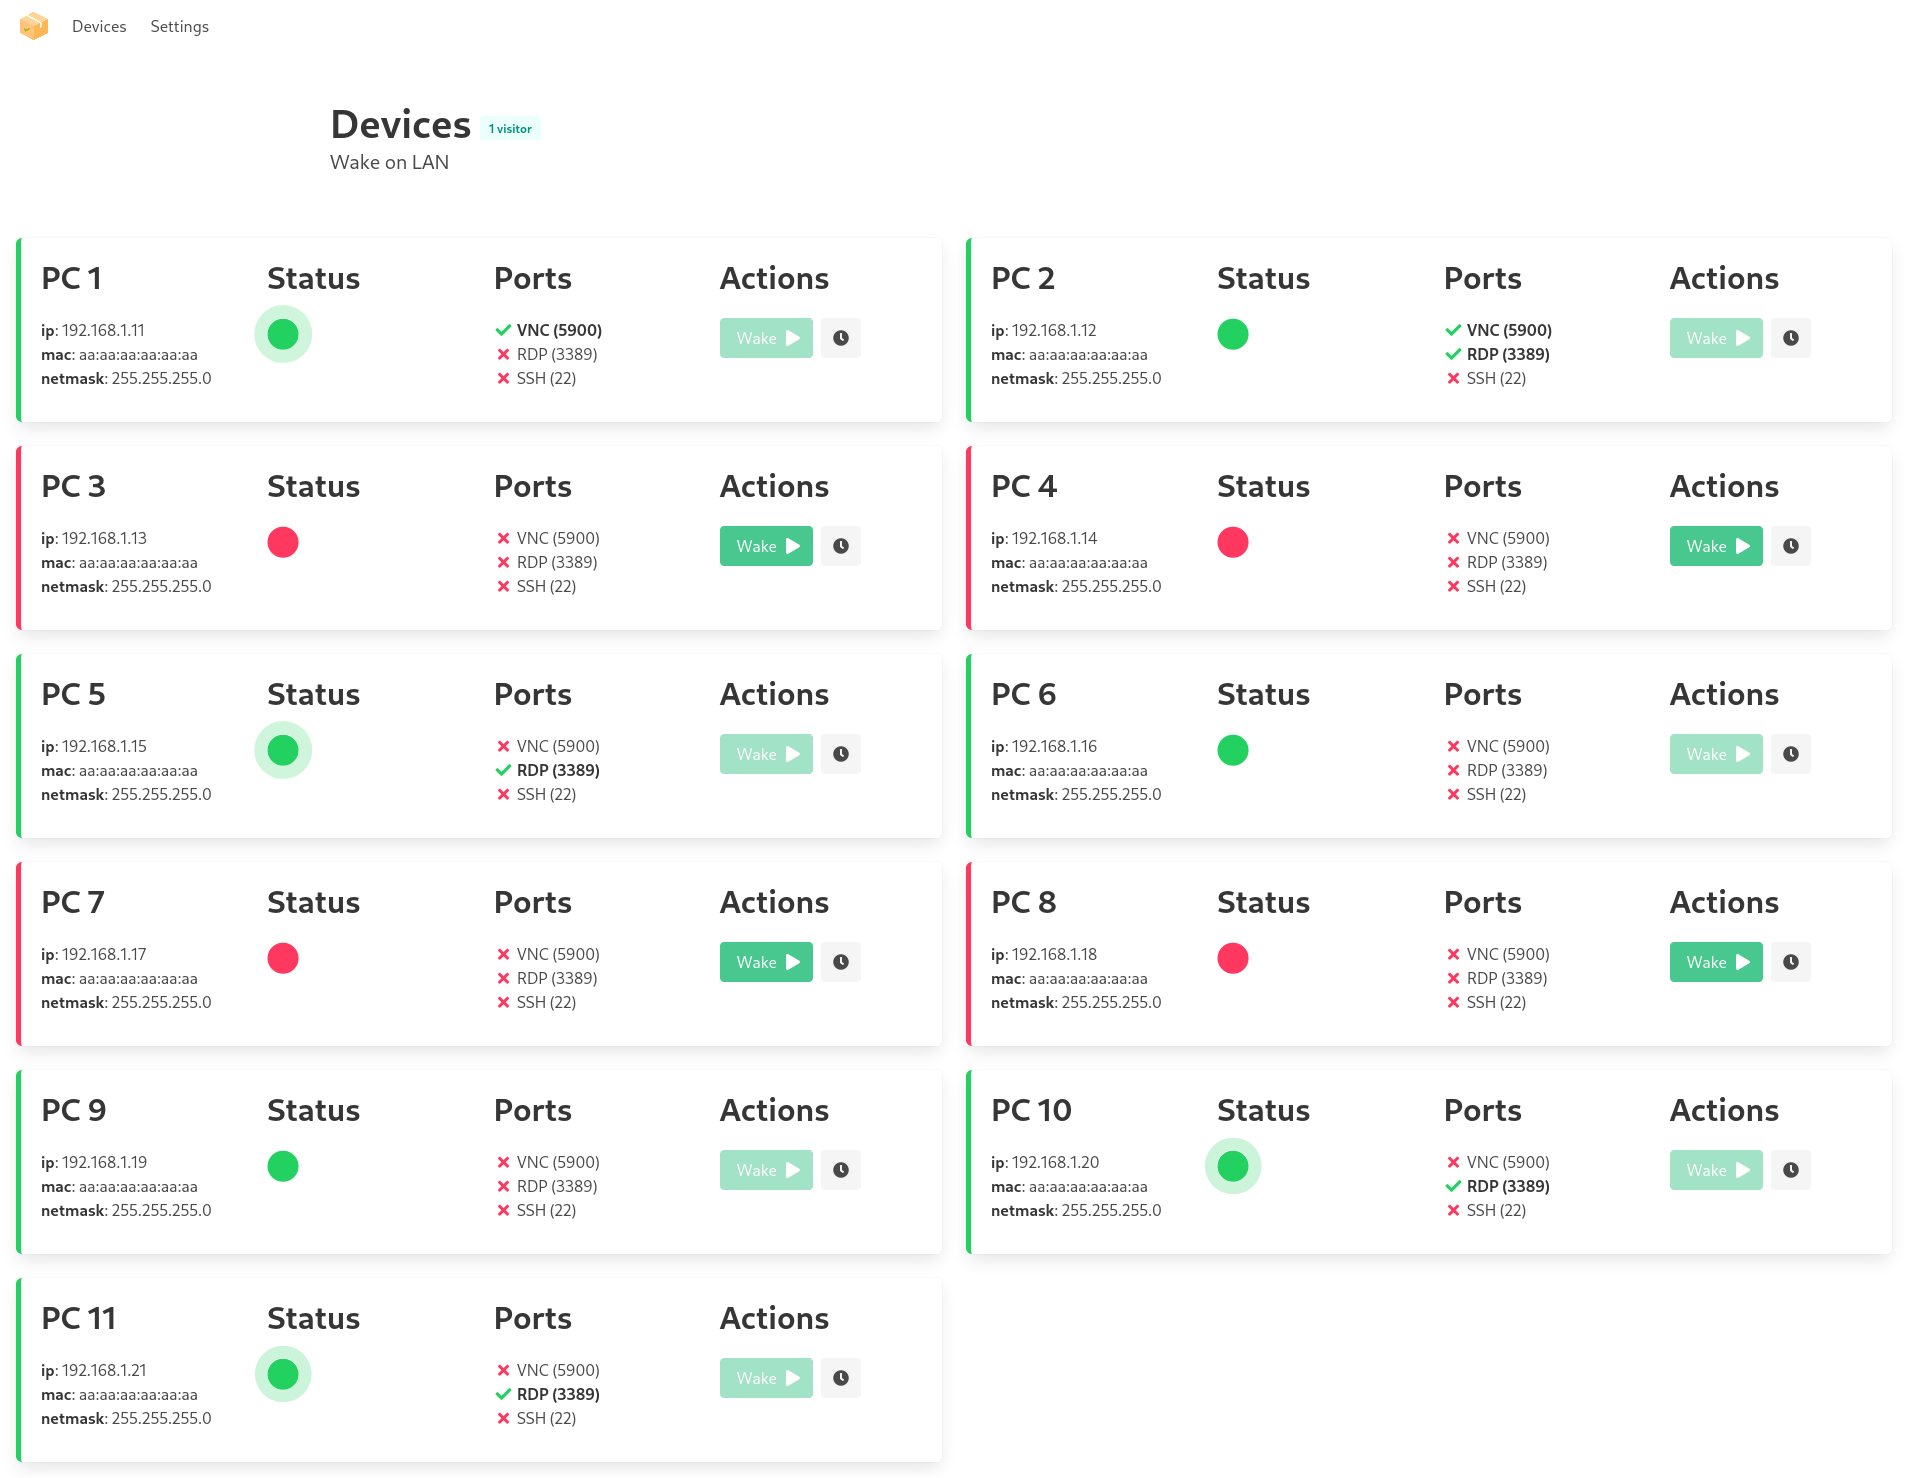 Devices Settings
Devices 1 visitor
Wake on LAN
PC 1 Status Ports Actions
ip: 192.168.1.11 VNC (5900) Wake
mac: aa:aa:aa:aa:aa:aa RDP (3389)
netmask: 255.255.255.0 SSH (22)
PC 2 Status Ports Actions
ip: 192.168.1.12 VNC (5900) Wake
mac: aa:aa:aa:aa:aa:aa RDP (3389)
netmask: 255.255.255.0 SSH (22)
PC 3 Status Ports Actions
ip: 192.168.1.13 VNC (5900) Wake
mac: aa:aa:aa:aa:aa:aa RDP (3389)
netmask: 255.255.255.0 SSH (22)
PC 4 Status Ports Actions
ip: 192.168.1.14 VNC (5900) Wake
mac: aa:aa:aa:aa:aa:aa RDP (3389)
netmask: 255.255.255.0 SSH (22)
PC 5 Status Ports Actions
ip: 192.168.1.15 VNC (5900) Wake
mac: aa:aa:aa:aa:aa:aa RDP (3389)
netmask: 255.255.255.0 SSH (22)
PC 6 Status Ports Actions
ip: 192.168.1.16 VNC (5900) Wake
mac: aa:aa:aa:aa:aa:aa RDP (3389)
netmask: 255.255.255.0 SSH (22)
PC 7 Status Ports Actions
ip: 192.168.1.17 VNC (5900) Wake
mac: aa:aa:aa:aa:aa:aa RDP (3389)
netmask: 255.255.255.0 SSH (22)
PC 8 Status Ports Actions
ip: 192.168.1.18 VNC (5900) Wake
mac: aa:aa:aa:aa:aa:aa RDP (3389)
netmask: 255.255.255.0 SSH (22)
PC 9 Status Ports Actions
ip: 192.168.1.19 VNC (5900) Wake
mac: aa:aa:aa:aa:aa:aa RDP (3389)
netmask: 255.255.255.0 SSH (22)
PC 10 Status Ports Actions
ip: 192.168.1.20 VNC (5900) Wake
mac: aa:aa:aa:aa:aa:aa RDP (3389)
netmask: 255.255.255.0 SSH (22)
PC 11 Status Ports Actions
ip: 192.168.1.21 VNC (5900) Wake
mac: aa:aa:aa:aa:aa:aa RDP (3389)
netmask: 255.255.255.0 SSH (22)